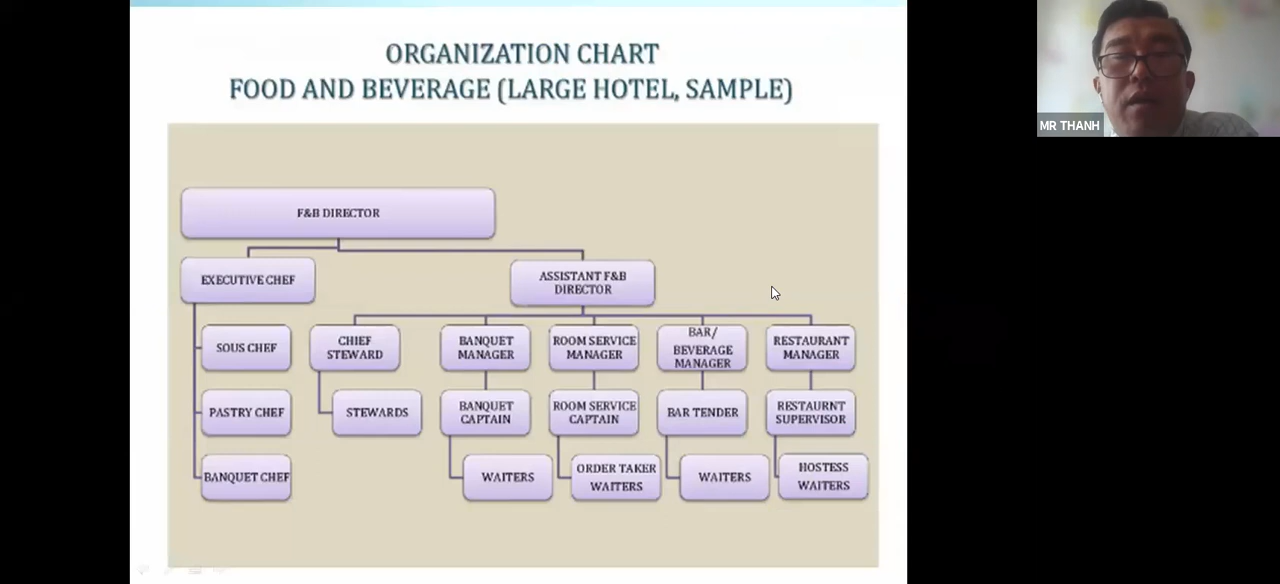 ORGANIZATION CHART
FOOD AND BEVERAGE (LARGE HOTEL, SAMPLE)
MR THANH
F&B DIRECTOR
EXECUTIVE CHEF
ASSISTANT F&B
DIRECTOR
SOUS CHEF
CHIEF
STEWARD
BANQUET
MANAGER
ROOM SERVICE
MANAGER
BAR/
BEVERAGE
MANAGER
RESTAURANT
MANAGER
PASTRY CHEF
STEWARDS
BANQUET
CAPTAIN
ROOM SERVICE
CAPTAIN
BAR TENDER
RESTAURNT
SUPERVISOR
BANQUET CHEF
WAITERS
ORDER TAKER
WAITERS
WAITERS
HOSTESS
WAITERS